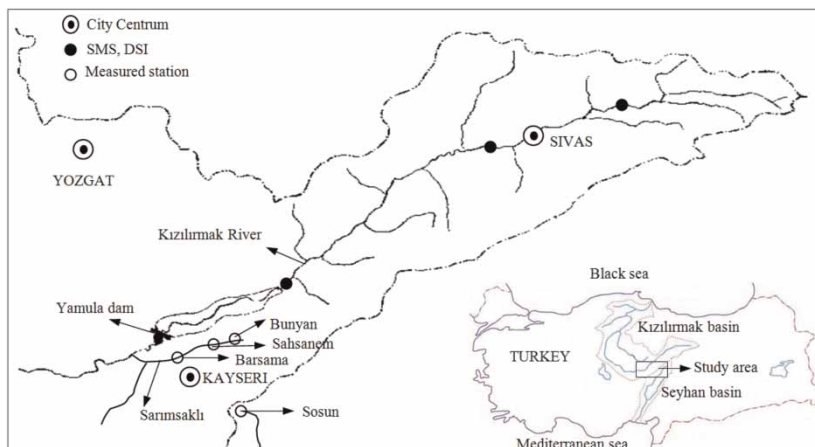 City Centrum
SMS, DSI
Measured station
SIVAS
YOZGAT
Kızılırmak River
Black sea
Yamula dam
Bunyan
Kızılırmak basin
Sahsanem
TURKEY
Barsama
Study area
KAYSERI
Seyhan basin
Sarımsaklı
Sosun
Mediterranean sea